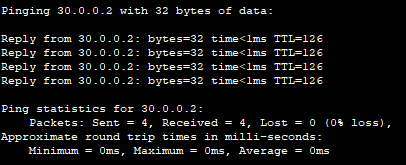 Pinging 30.0.0.2 with 32 bytes of data:
Reply from 30.0.0.2: bytes=32 time<1ms TTL=126
Reply from 30.0.0.2: bytes=32 time<1ms TTL=126
Reply from 30.0.0.2: bytes=32 time<1ms TTL=126
Reply from 30.0.0.2: bytes=32 time<1ms TTL=126
Ping statistics for 30.0.0.2:
Packets: Sent = 4, Received = 4, Lost = 0 (0% loss),
Approximate round trip times in milli-seconds:
Minimum = 0ms, Maximum = 0ms, Average = 0ms